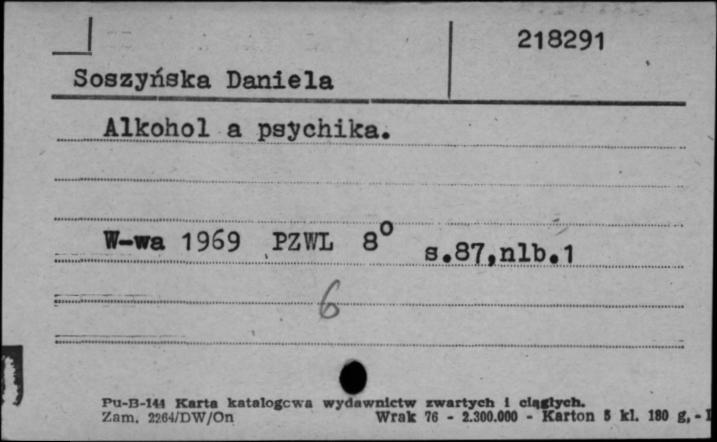 218291
Soszyńska Daniela
Alkohol a psychika.
W-wa 1969 PZWL 8° s.87,nlb.1
6
Pu-B-144 Karta katalogowa wydawnictw zwartych i ciągłych.
Zam. 2264/DW/On Wrak 76 - 2.300.000 - Karton 5 kl. 180 g, -